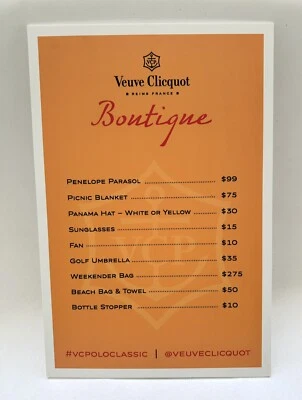 Veuve Clicquot
REIMS FRANCE
Boutique
PENELOPE PARASOL $99
PICNIC BLANKET $75
PANAMA HAT – WHITE OR YELLOW $30
SUNGLASSES $15
FAN $10
GOLF UMBRELLA $35
WEEKENDER BAG $275
BEACH BAG & TOWEL $50
BOTTLE STOPPER $10
#VCPOLOCLASSIC | @VEUVECLICQUOT